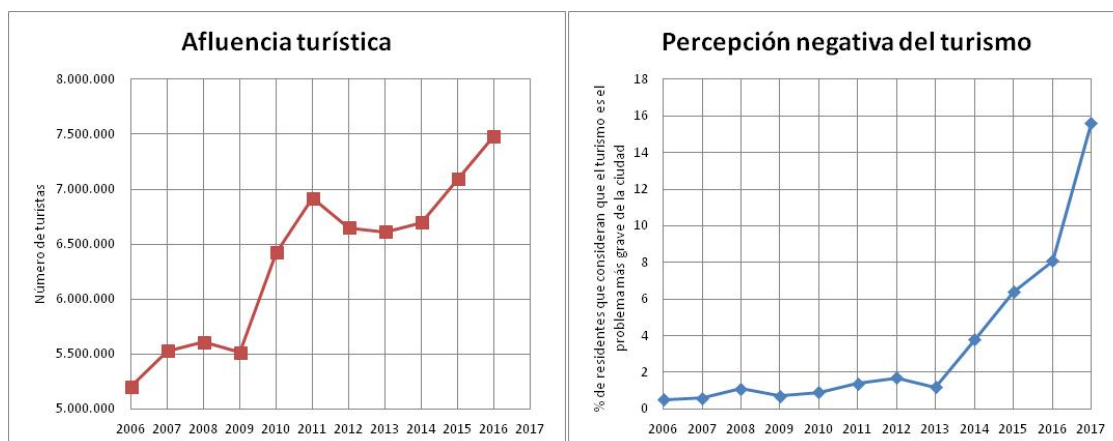 Afluencia turística
Número de turistas
8.000.000
7.500.000
7.000.000
6.500.000
6.000.000
5.500.000
5.000.000
2006 2007 2008 2009 2010 2011 2012 2013 2014 2015 2016 2017
Percepción negativa del turismo
% de residentes que consideran que el turismo es el
problema más grave de la ciudad
18
16
14
12
10
8
6
4
2
0
2006 2007 2008 2009 2010 2011 2012 2013 2014 2015 2016 2017